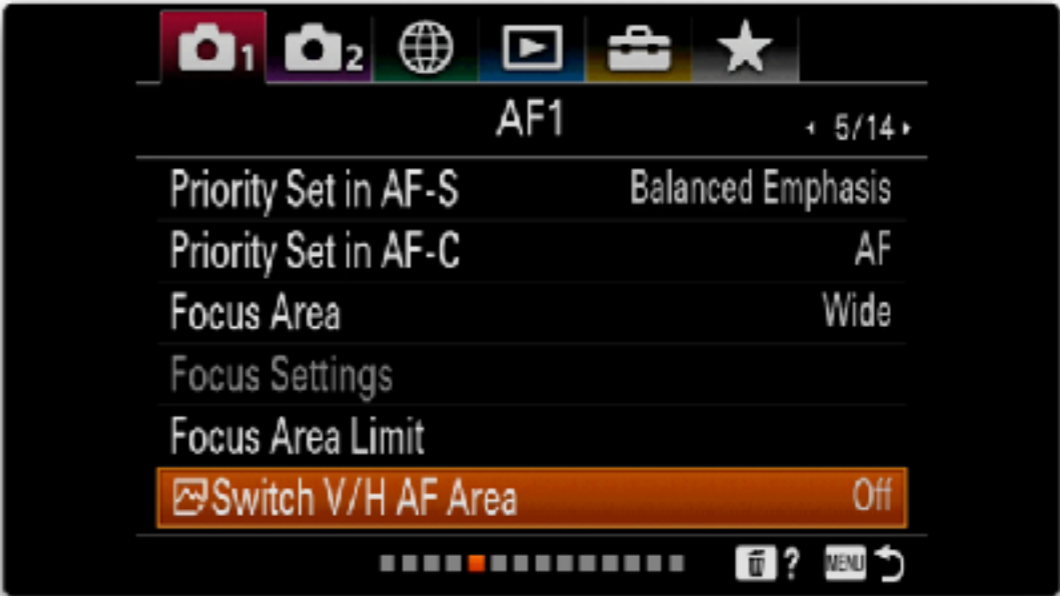 1 2
AF1 5/14
Priority Set in AF-S Balanced Emphasis
Priority Set in AF-C AF
Focus Area Wide
Focus Settings
Focus Area Limit
Switch V/H AF Area Off
? MENU